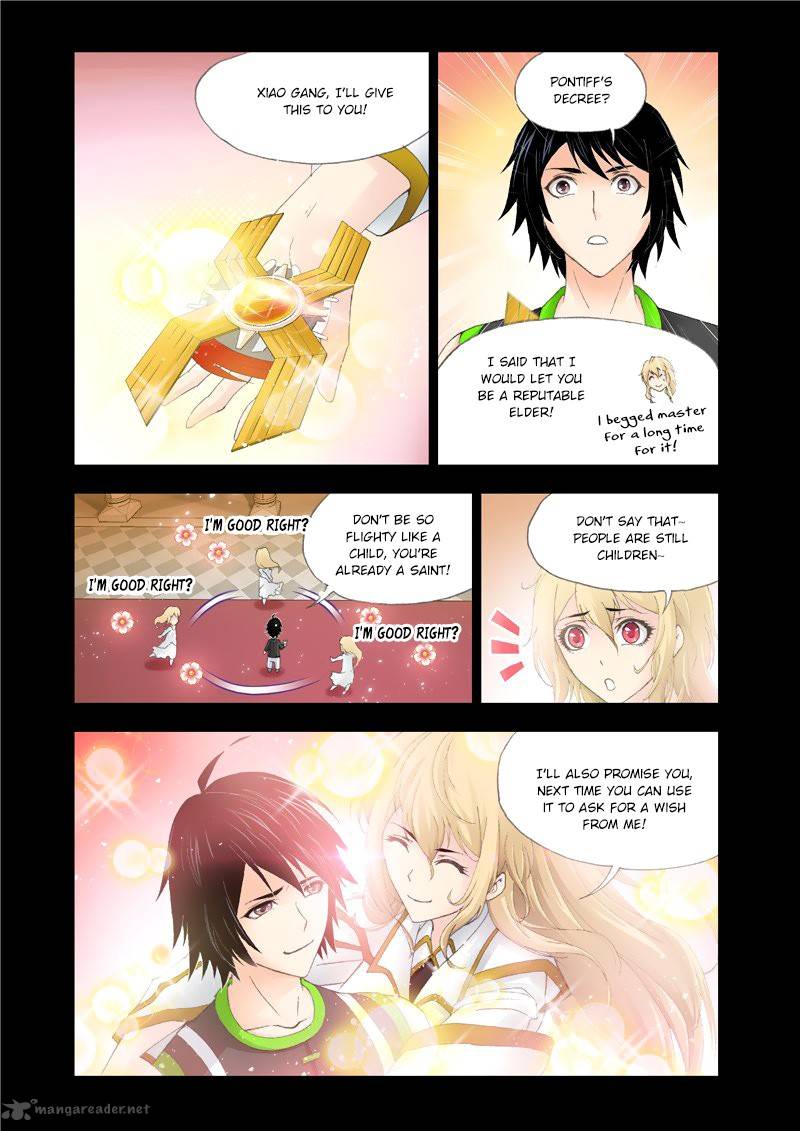 XIAO GANG, I'LL GIVE
THIS TO YOU!
PONTIFF'S
DECREE?
I SAID THAT I
WOULD LET YOU
BE A REPUTABLE
ELDER!
I begged master
for a long time
for it!
I'M GOOD RIGHT?
I'M GOOD RIGHT?
I'M GOOD RIGHT?
DON'T BE SO
FLIGHTY LIKE A
CHILD, YOU'RE
ALREADY A SAINT!
DON'T SAY THAT~
PEOPLE ARE STILL
CHILDREN~
I'LL ALSO PROMISE YOU,
NEXT TIME YOU CAN USE
IT TO ASK FOR A WISH
FROM ME!
mangareader.net